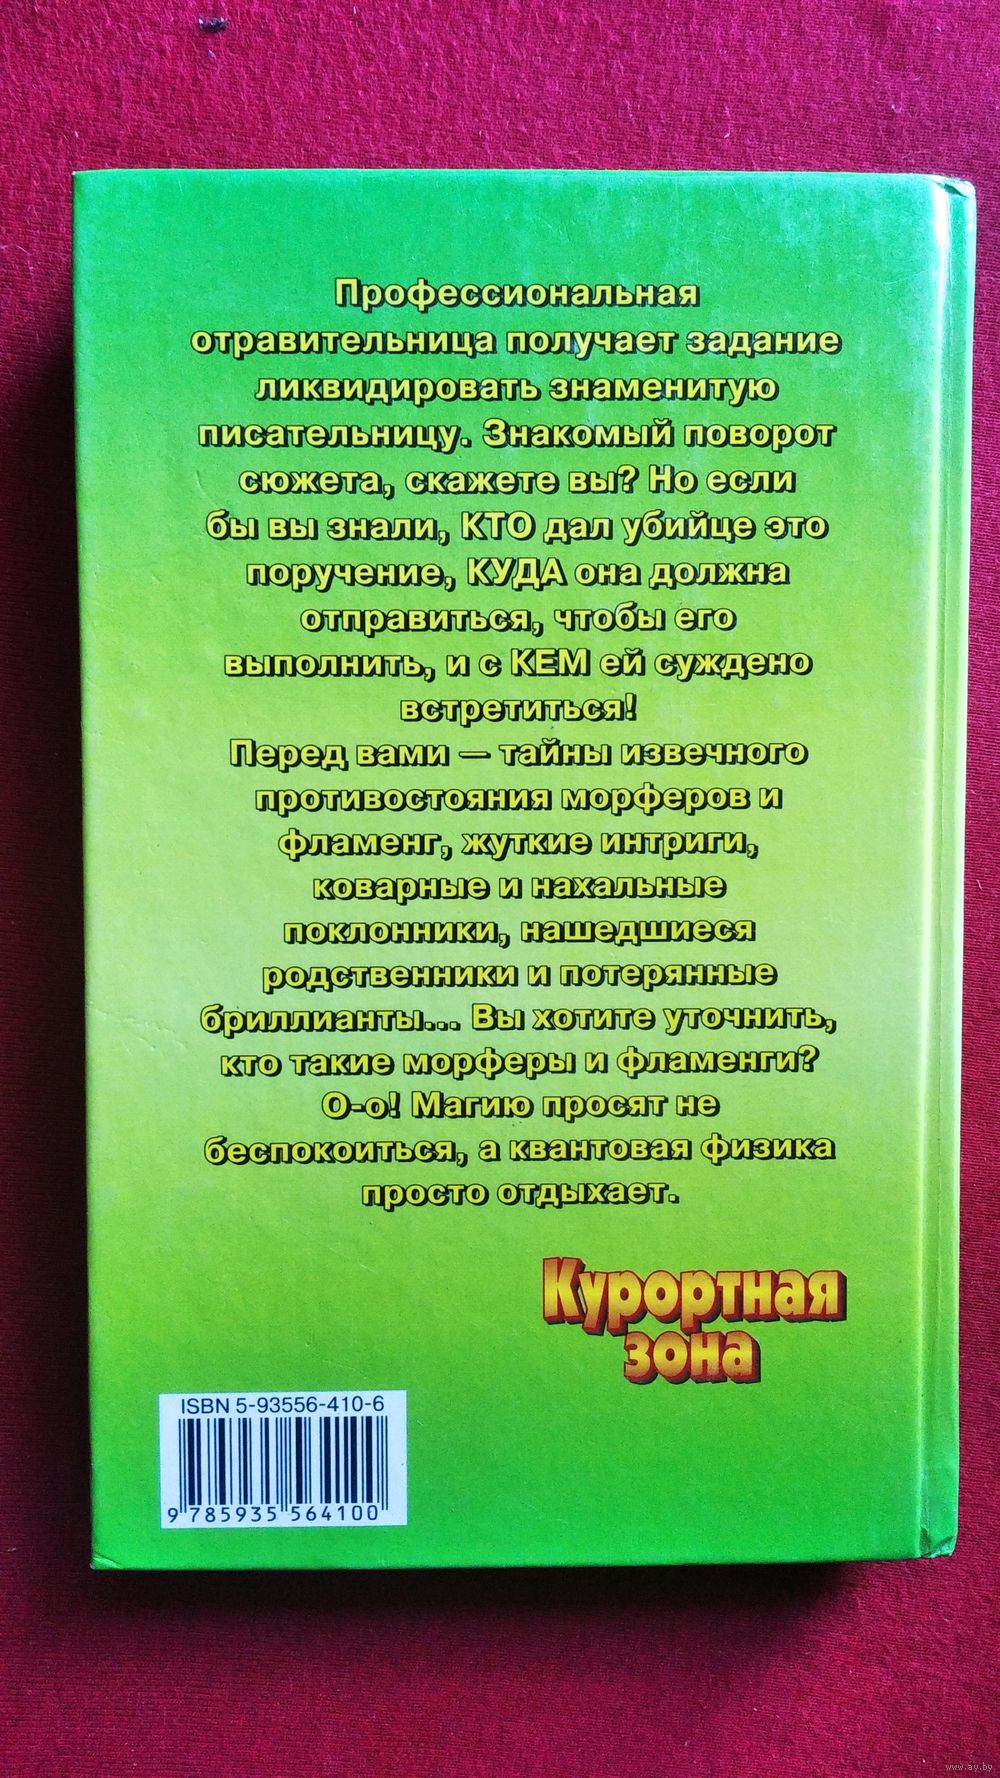 Профессиональная
отравительница получает задание
ликвидировать знаменитую
писательницу. Знакомый поворот
сюжета, скажете вы? Но если
бы вы знали, КТО дал убийце это
поручение, КУДА она должна
отправиться, чтобы его
выполнить, и с КЕМ ей суждено
встретиться!
Перед вами — тайны извечного
противостояния морферов и
фламенг, жуткие интриги,
коварные и нахальные
поклонники, нашедшиеся
родственники и потерянные
бриллианты... Вы хотите уточнить,
кто такие морферы и фламенги?
О-о! Магию просят не
беспокоиться, а квантовая физика
просто отдыхает.
Курортная
зона
ISBN 5-93556-410-6
9 785935 564100
www.ay.by